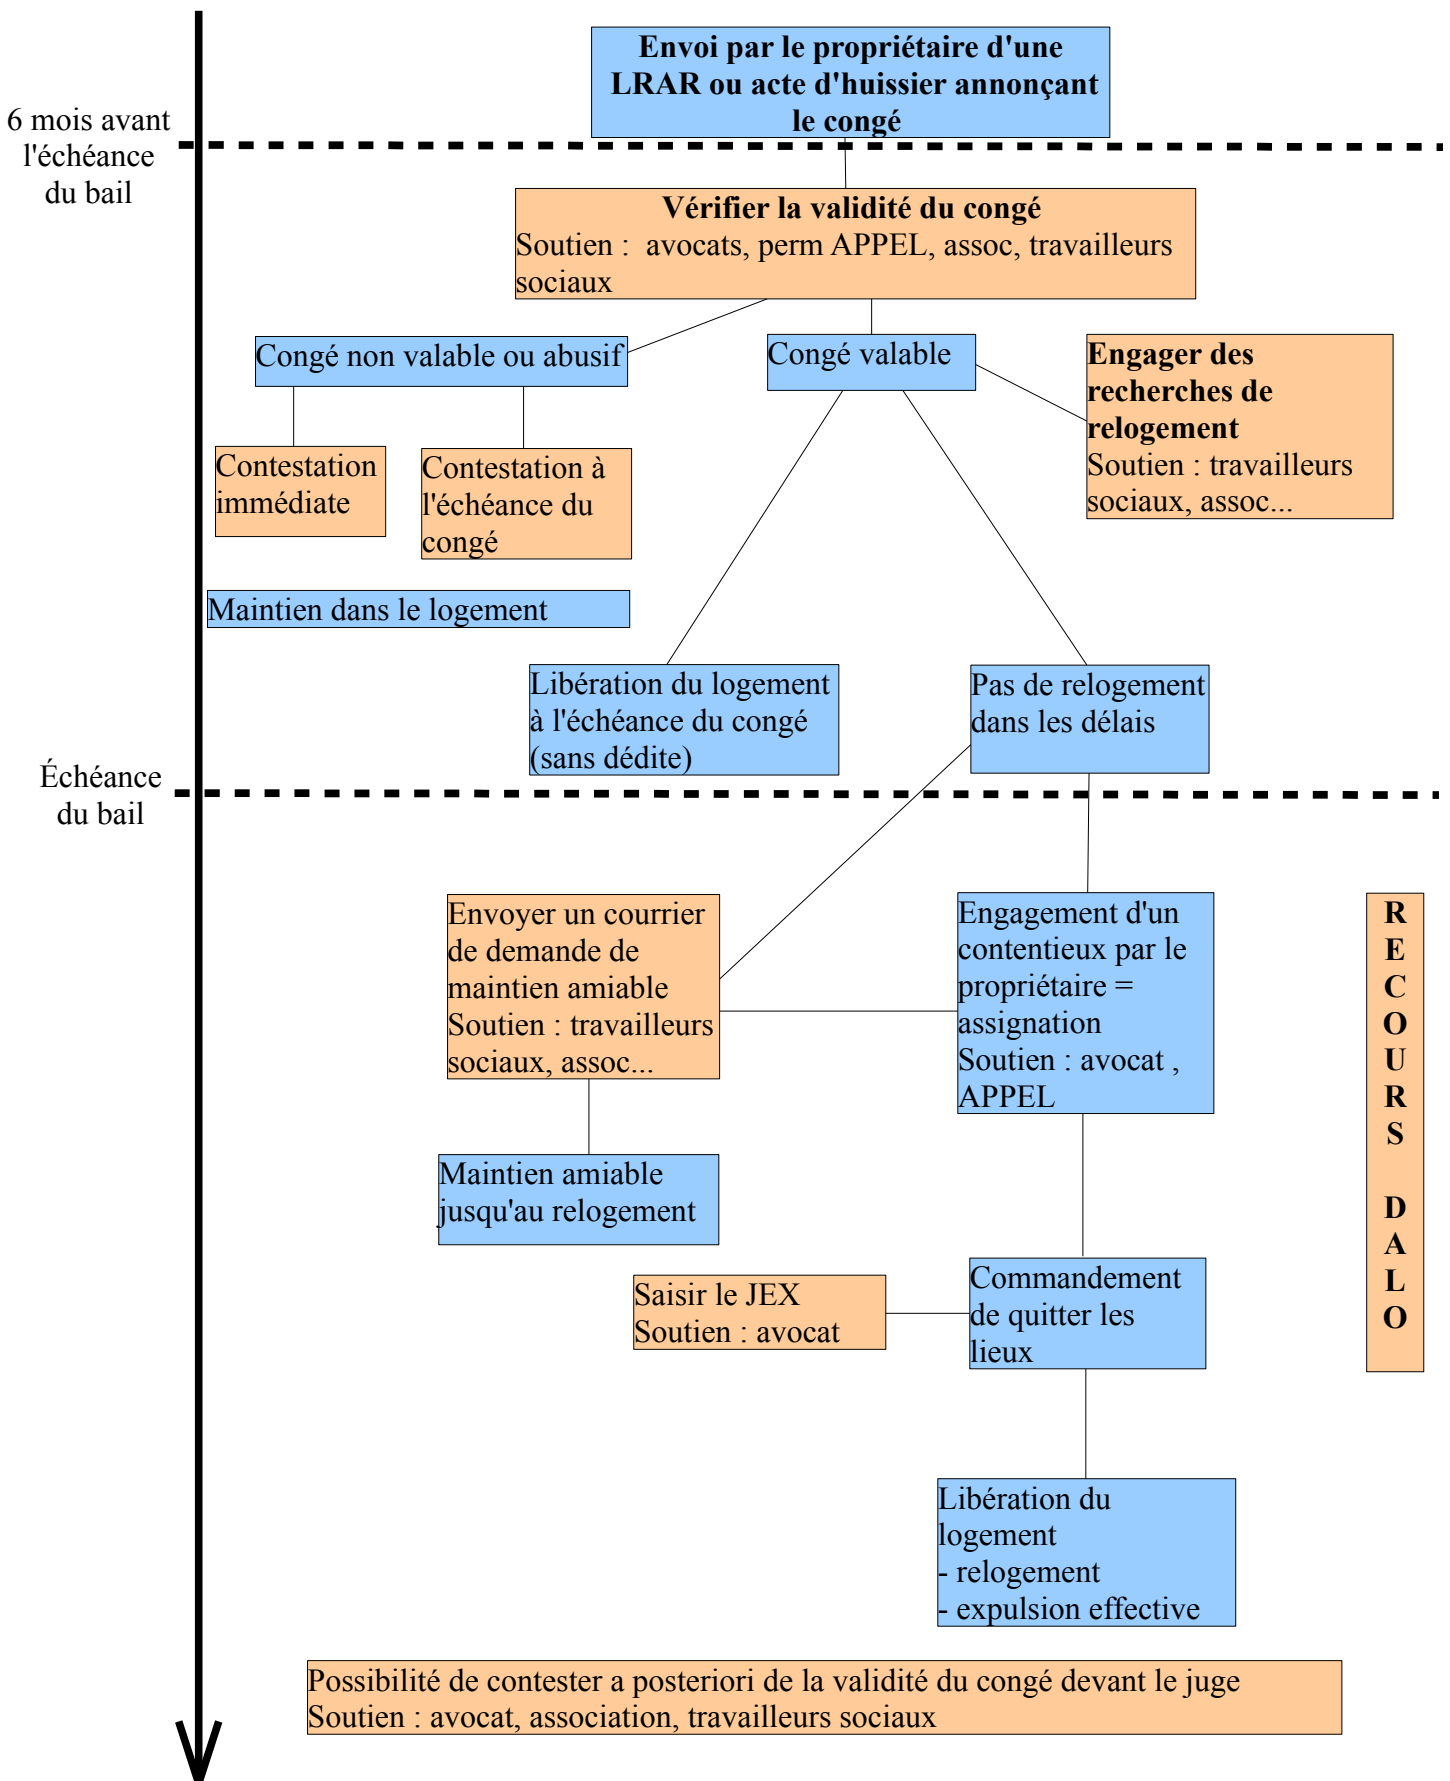 Envoi par le propriétaire d'une
LRAR ou acte d'huissier annonçant
le congé
6 mois avant
l'échéance
du bail
Vérifier la validité du congé
Soutien :  avocats, perm APPEL, assoc, travailleurs
sociaux
Congé non valable ou abusif
Congé valable
Engager des
recherches de
relogement
Soutien : travailleurs
sociaux, assoc...
Contestation
immédiate
Contestation à
l'échéance du
congé
Maintien dans le logement
Libération du logement
à l'échéance du congé
(sans dédite)
Pas de relogement
dans les délais
Échéance
du bail
Envoyer un courrier
de demande de
maintien amiable
Soutien : travailleurs
sociaux, assoc...
Engagement d'un
contentieux par le
propriétaire =
assignation
Soutien : avocat ,
APPEL
R
E
C
O
U
R
S
D
A
L
O
Maintien amiable
jusqu'au relogement
Saisir le JEX
Soutien : avocat
Commandement
de quitter les
lieux
Libération du
logement
- relogement
- expulsion effective
Possibilité de contester a posteriori de la validité du congé devant le juge
Soutien : avocat, association, travailleurs sociaux